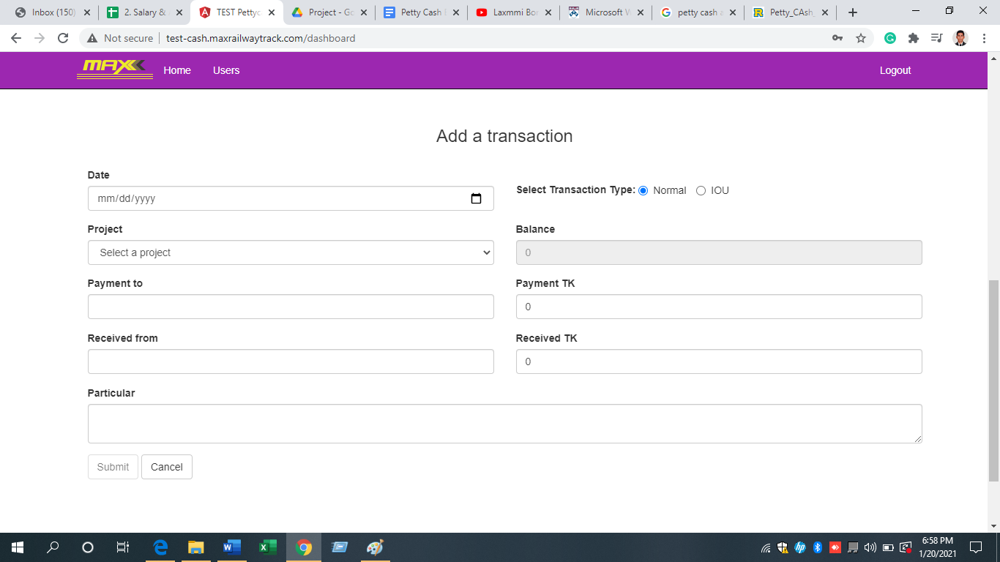 Inbox (150)
2. Salary &
TEST Pettyc
Project - Go
Petty Cash E
Laxmmi Bor
Microsoft W
petty cash a
Petty_CAsh_
Not secure
test-cash.maxrailwaytrack.com/dashboard
MAX
Home
Users
Logout
Add a transaction
Date
mm/dd/yyyy
Select Transaction Type:
Normal
IOU
Project
Select a project
Balance
0
Payment to
Payment TK
0
Received from
Received TK
0
Particular
Submit
Cancel
6:58 PM
1/20/2021